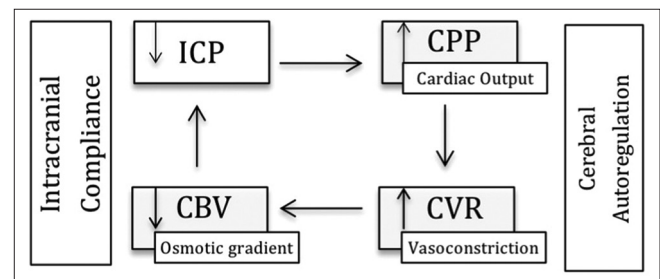 Intracranial
Compliance
ICP
CPP
Cardiac Output
CBV
Osmotic gradient
CVR
Vasoconstriction
Cerebral
Autoregulation